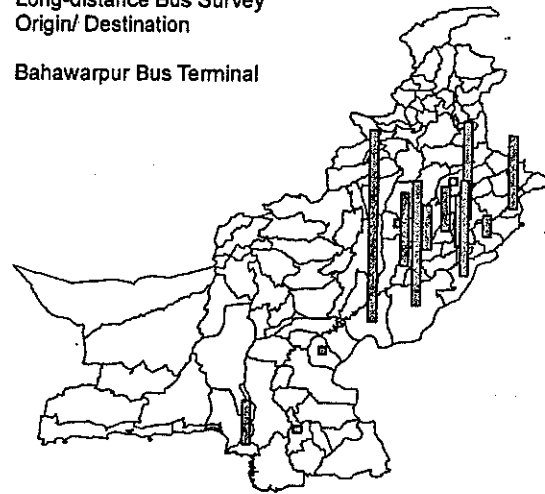 Long-distance Bus Survey
Origin/ Destination
Bahawarpur Bus Terminal